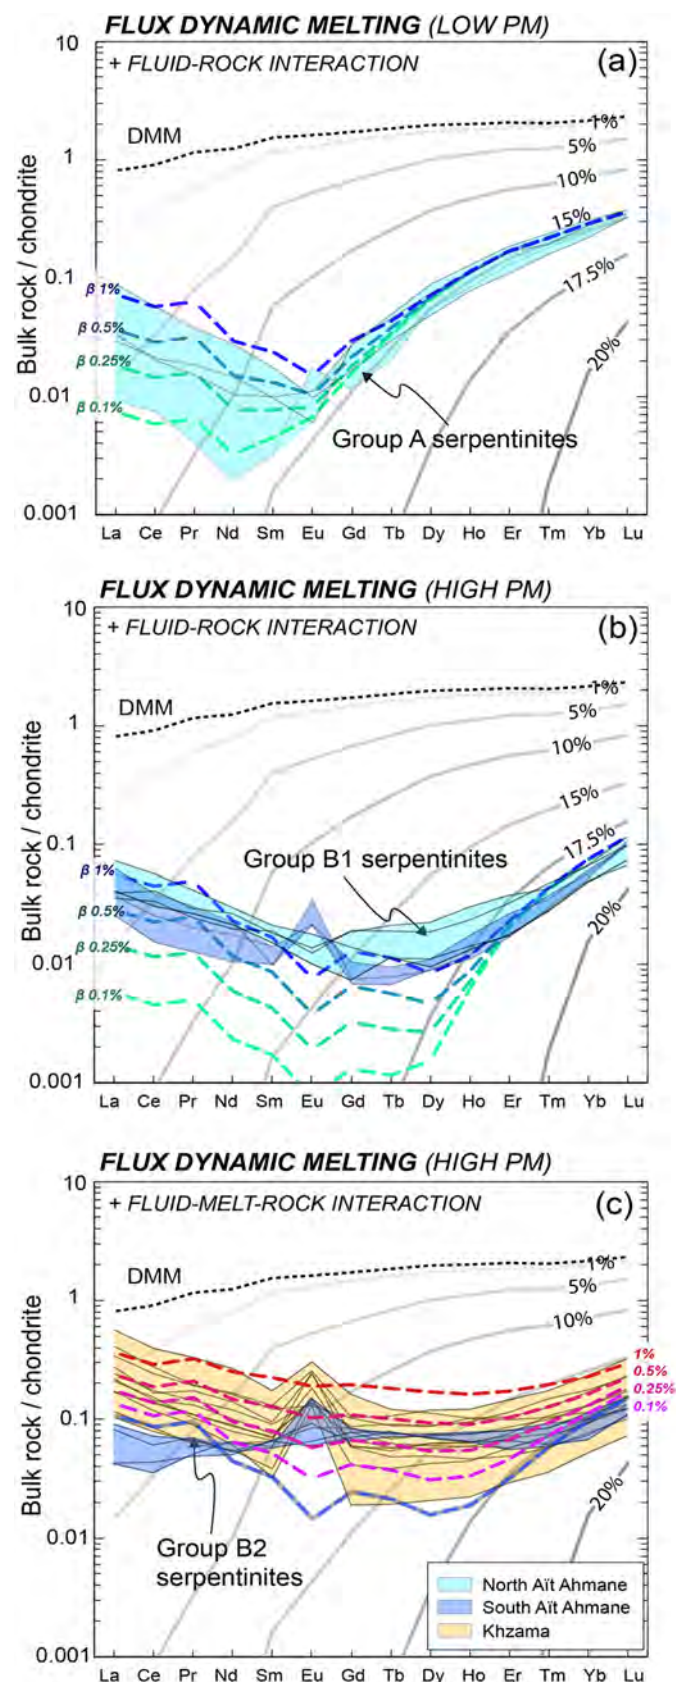 FLUX DYNAMIC MELTING (LOW PM)
+ FLUID-ROCK INTERACTION
(a)
10
1
0.1
0.01
0.001
Bulk rock / chondrite
DMM
1%
5%
10%
15%
17.5%
20%
β 1%
β 0.5%
β 0.25%
β 0.1%
Group A serpentinites
La Ce Pr Nd Sm Eu Gd Tb Dy Ho Er Tm Yb Lu
FLUX DYNAMIC MELTING (HIGH PM)
+ FLUID-ROCK INTERACTION
(b)
10
1
0.1
0.01
0.001
Bulk rock / chondrite
DMM
1%
5%
10%
15%
17.5%
20%
β 1%
β 0.5%
β 0.25%
β 0.1%
Group B1 serpentinites
La Ce Pr Nd Sm Eu Gd Tb Dy Ho Er Tm Yb Lu
FLUX DYNAMIC MELTING (HIGH PM)
+ FLUID-MELT-ROCK INTERACTION
(c)
10
1
0.1
0.01
0.001
Bulk rock / chondrite
DMM
1%
5%
10%
20%
1%
0.5%
0.25%
0.1%
Group B2
serpentinites
North Aït Ahmane
South Aït Ahmane
Khzama
La Ce Pr Nd Sm Eu Gd Tb Dy Ho Er Tm Yb Lu